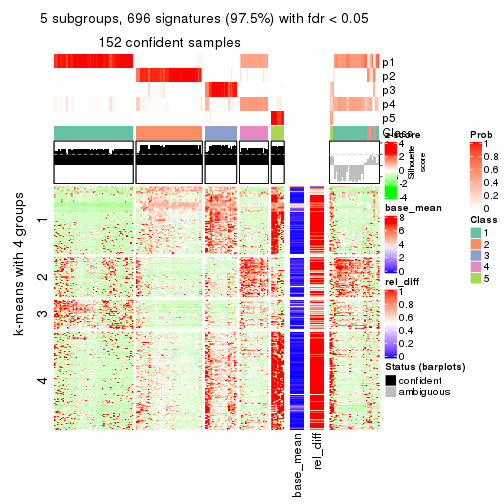 5 subgroups, 696 signatures (97.5%) with fdr < 0.05
152 confident samples
p1
p2
p3
p4
p5
Class
k-means with 4 groups
1
2
3
4
base_mean
rel_diff
z-score
4
2
0
-2
-4
Silhouette
score
base_mean
8
6
4
2
0
rel_diff
1
0.8
0.6
0.4
0.2
0
Status (barplots)
confident
ambiguous
Prob
1
0.8
0.6
0.4
0.2
0
Class
1
2
3
4
5